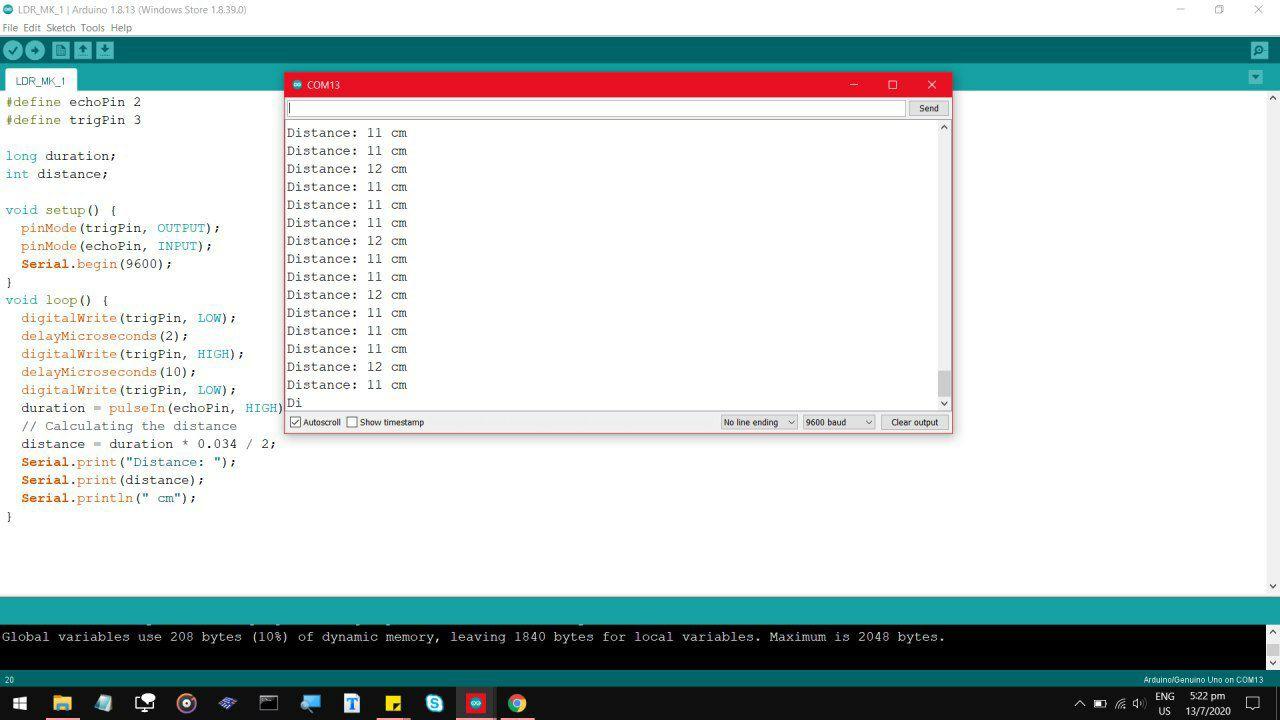 LDR_MK_1 | Arduino 1.8.13 (Windows Store 1.8.39.0)
File Edit Sketch Tools Help
LDR_MK_1
#define echoPin 2
#define trigPin 3
long duration;
int distance;
void setup() {
pinMode(trigPin, OUTPUT);
pinMode(echoPin, INPUT);
Serial.begin(9600);
}
void loop() {
digitalWrite(trigPin, LOW);
delayMicroseconds(2);
digitalWrite(trigPin, HIGH);
delayMicroseconds(10);
digitalWrite(trigPin, LOW);
duration = pulseIn(echoPin, HIGH)
// Calculating the distance
distance = duration * 0.034 / 2;
Serial.print("Distance: ");
Serial.print(distance);
Serial.println(" cm");
}
COM13
Send
Distance: 11 cm
Distance: 11 cm
Distance: 12 cm
Distance: 11 cm
Distance: 11 cm
Distance: 11 cm
Distance: 12 cm
Distance: 11 cm
Distance: 11 cm
Distance: 12 cm
Distance: 11 cm
Distance: 11 cm
Distance: 11 cm
Distance: 12 cm
Distance: 11 cm
Di
Autoscroll Show timestamp No line ending 9600 baud Clear output
Global variables use 208 bytes (10%) of dynamic memory, leaving 1840 bytes for local variables. Maximum is 2048 bytes.
20 Arduino/Genuino Uno on COM13
ENG 5:22 pm
US 13/7/2020